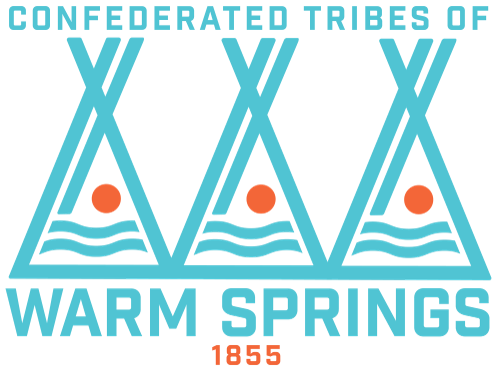 CONFEDERATED TRIBES OF
WARM SPRINGS
1855